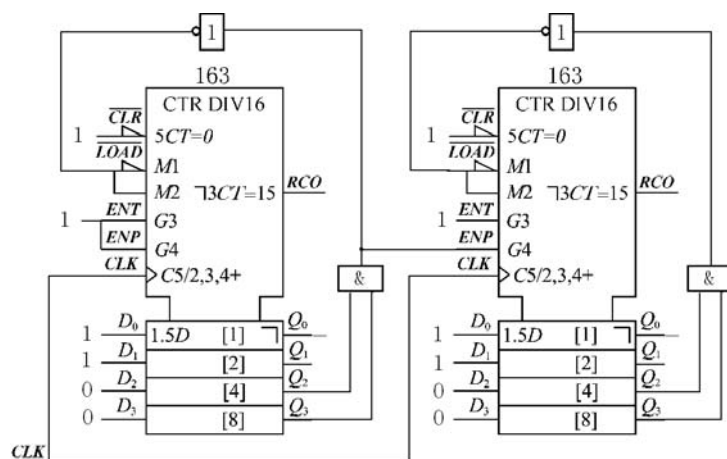 1 1
163 163
CTR DIV16 CTR DIV16
CLR CLR
1 5CT=0 1 5CT=0
LOAD LOAD
M1 M1
M2 ㄱ3CT=15 RCO M2 ㄱ3CT=15 RCO
1 ENT G3 1 ENT G3
ENP G4 ENP G4
CLK C5/2,3,4+ & CLK C5/2,3,4+ &
1 D₀ 1.5D [1] Q₀ 1 D₀ 1.5D [1] Q₀
1 D₁ [2] Q₁ 1 D₁ [2] Q₁
0 D₂ [4] Q₂ 0 D₂ [4] Q₂
0 D₃ [8] Q₃ 0 D₃ [8] Q₃
CLK